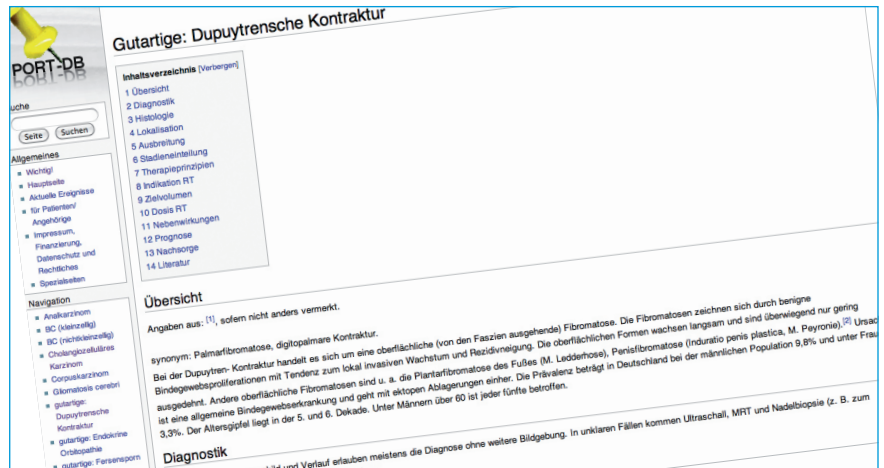 PORT-DB
Suche
Seite
Suchen
Allgemeines
Wichtig!
Hauptseite
Aktuelle Ereignisse
für Patienten/
Angehörige
Impressum,
Finanzierung,
Datenschutz und
Rechtliches
Spezialseiten
Navigation
Analkarzinom
BC (kleinzellig)
BC (nichtkleinzellig)
Cholangiozelluläres
Karzinom
Corpuskarzinom
Gliomatosis cerebri
gutartige:
Dupuytrensche
Kontraktur
gutartige: Endokrine
Orbitopathie
gutartige: Fersensporn
Gutartige: Dupuytrensche Kontraktur
Inhaltsverzeichnis [Verbergen]
1 Übersicht
2 Diagnostik
3 Histologie
4 Lokalisation
5 Ausbreitung
6 Stadieneinteilung
7 Therapieprinzipien
8 Indikation RT
9 Zielvolumen
10 Dosis RT
11 Nebenwirkungen
12 Prognose
13 Nachsorge
14 Literatur
Übersicht
Angaben aus: [1], sofern nicht anders vermerkt.
synonym: Palmarfibromatose, digitopalmare Kontraktur.
Bei der Dupuytren- Kontraktur handelt es sich um eine oberflächliche (von den Faszien ausgehende) Fibromatose. Die Fibromatosen zeichnen sich durch benigne
Bindegewebsproliferationen mit Tendenz zum lokal invasiven Wachstum und Rezidivneigung. Die oberflächlichen Formen wachsen langsam und sind überwiegend nur gering
ausgedehnt. Andere oberflächliche Fibromatosen sind u. a. die Plantarfibromatose des Fußes (M. Ledderhose), Penisfibromatose (Induratio penis plastica, M. Peyronie).[2] Ursac
ist eine allgemeine Bindegewebserkrankung und geht mit ektopen Ablagerungen einher. Die Prävalenz beträgt in Deutschland bei der männlichen Population 9,8% und unter Frau
3,3%. Der Altersgipfel liegt in der 5. und 6. Dekade. Unter Männern über 60 ist jeder fünfte betroffen.
Diagnostik
und Verlauf erlauben meistens die Diagnose ohne weitere Bildgebung. In unklaren Fällen kommen Ultraschall, MRT und Nadelbiopsie (z. B. zum